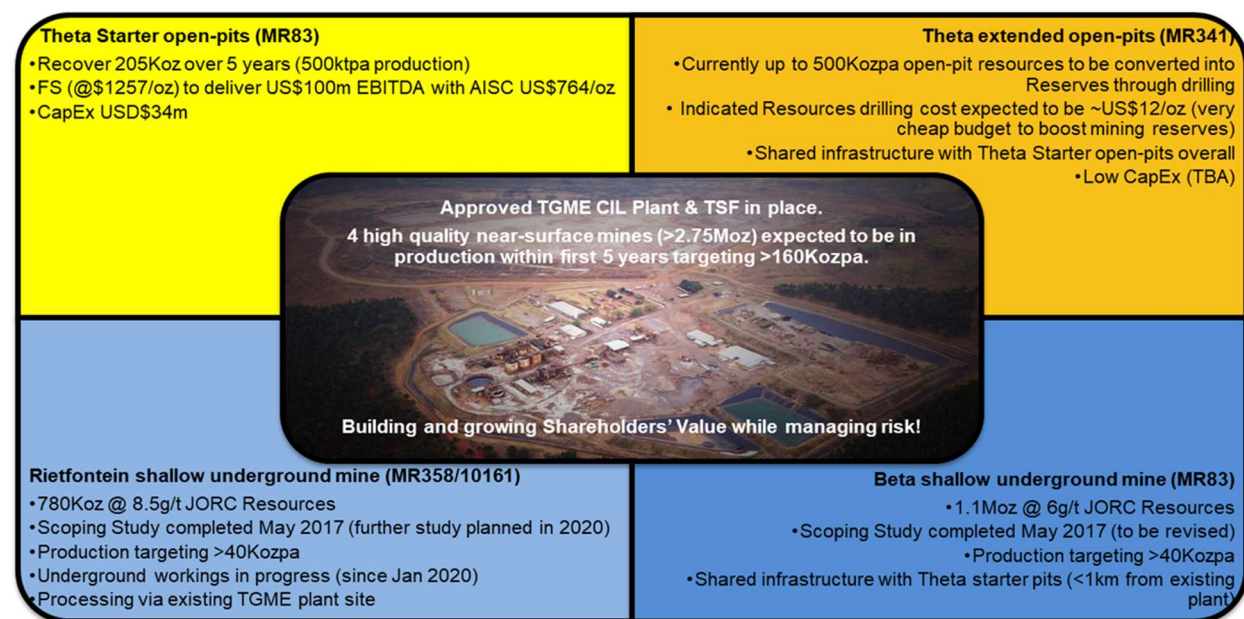 Theta Starter open-pits (MR83)
•Recover 205Koz over 5 years (500ktpa production)
•FS (@$1257/oz) to deliver US$100m EBITDA with AISC US$764/oz
•CapEx USD$34m
Theta extended open-pits (MR341)
•Currently up to 500Kozpa open-pit resources to be converted into
Reserves through drilling
• Indicated Resources drilling cost expected to be ~US$12/oz (very
cheap budget to boost mining reserves)
•Shared infrastructure with Theta Starter open-pits overall
•Low CapEx (TBA)
Approved TGME CIL Plant & TSF in place.
4 high quality near-surface mines (>2.75Moz) expected to be in
production within first 5 years targeting >160Kozpa.
Building and growing Shareholders' Value while managing risk!
Rietfontein shallow underground mine (MR358/10161)
•780Koz @ 8.5g/t JORC Resources
•Scoping Study completed May 2017 (further study planned in 2020)
•Production targeting >40Kozpa
•Underground workings in progress (since Jan 2020)
•Processing via existing TGME plant site
Beta shallow underground mine (MR83)
•1.1Moz @ 6g/t JORC Resources
•Scoping Study completed May 2017 (to be revised)
•Production targeting >40Kozpa
•Shared infrastructure with Theta starter pits (<1km from existing
plant)